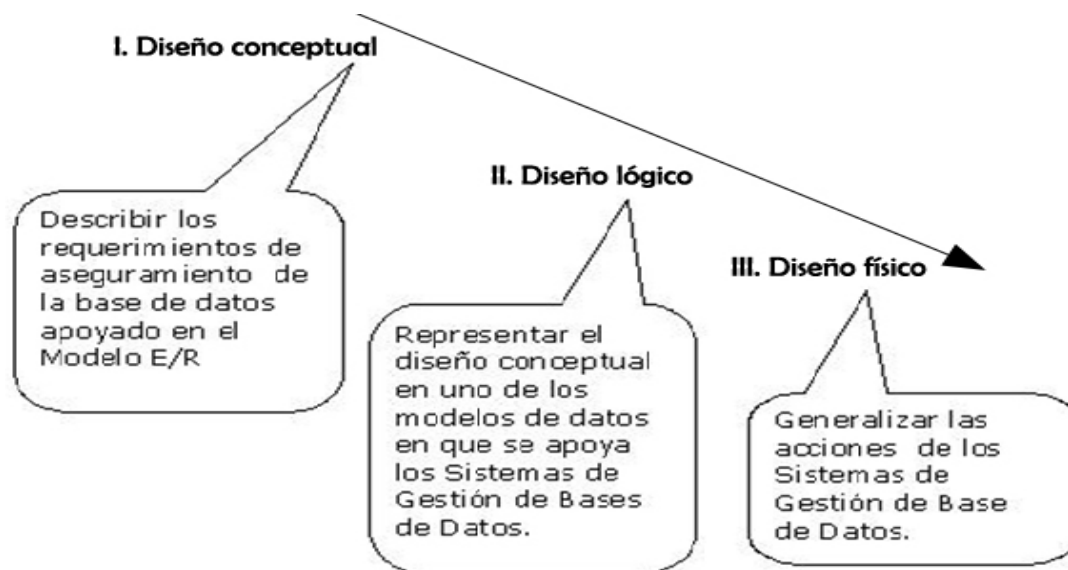 I. Diseño conceptual
Describir los
requerimientos de
aseguramiento de
la base de datos
apoyado en el
Modelo E/R
II. Diseño lógico
Representar el
diseño conceptual
en uno de los
modelos de datos
en que se apoya
los Sistemas de
Gestión de Bases
de Datos.
III. Diseño físico
Generalizar las
acciones de los
Sistemas de
Gestión de Base
de Datos.